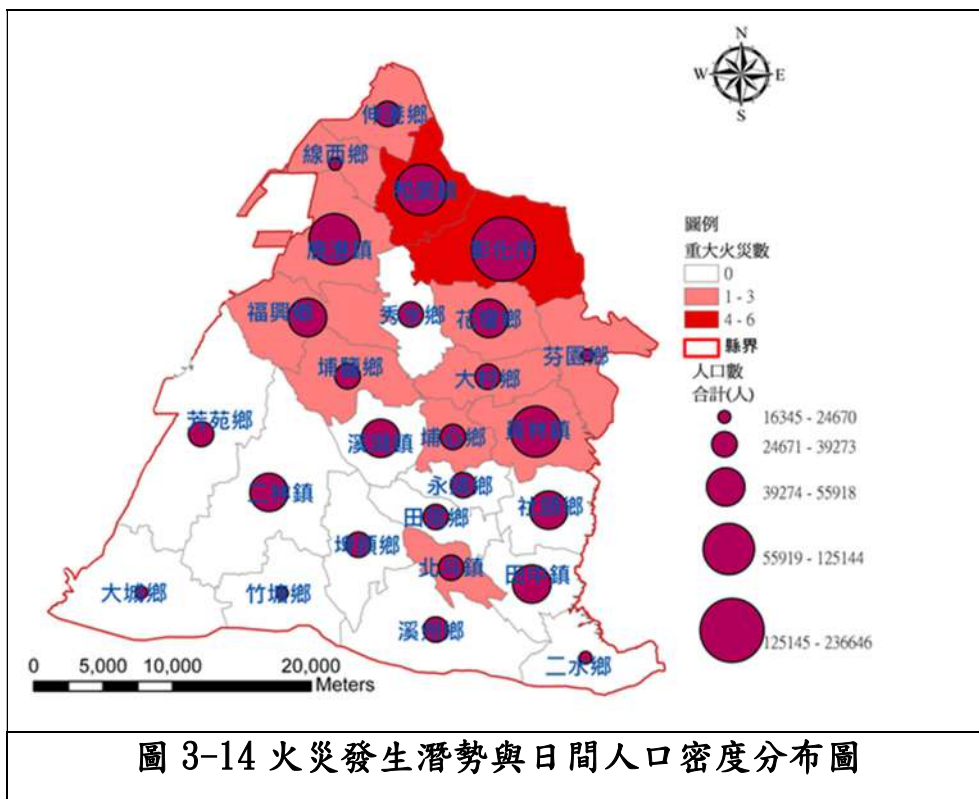 N
W E
S
伸港鄉
線西鄉
和美鎮
鹿港鎮
彰化市
福興鄉
秀水鄉
花壇鄉
芬園鄉
埔鹽鄉
大村鄉
芳苑鄉
溪湖鎮
埔心鄉
員林鎮
二林鎮
永靖鄉
社頭鄉
田尾鄉
埤頭鄉
北斗鎮
田中鎮
大城鄉
竹塘鄉
溪州鄉
二水鄉
圖例
重大火災數
0
1 - 3
4 - 6
縣界
人口數
合計(人)
16345 - 24670
24671 - 39273
39274 - 55918
55919 - 125144
125145 - 236646
0 5,000 10,000 20,000
Meters
圖 3-14 火災發生潛勢與日間人口密度分布圖